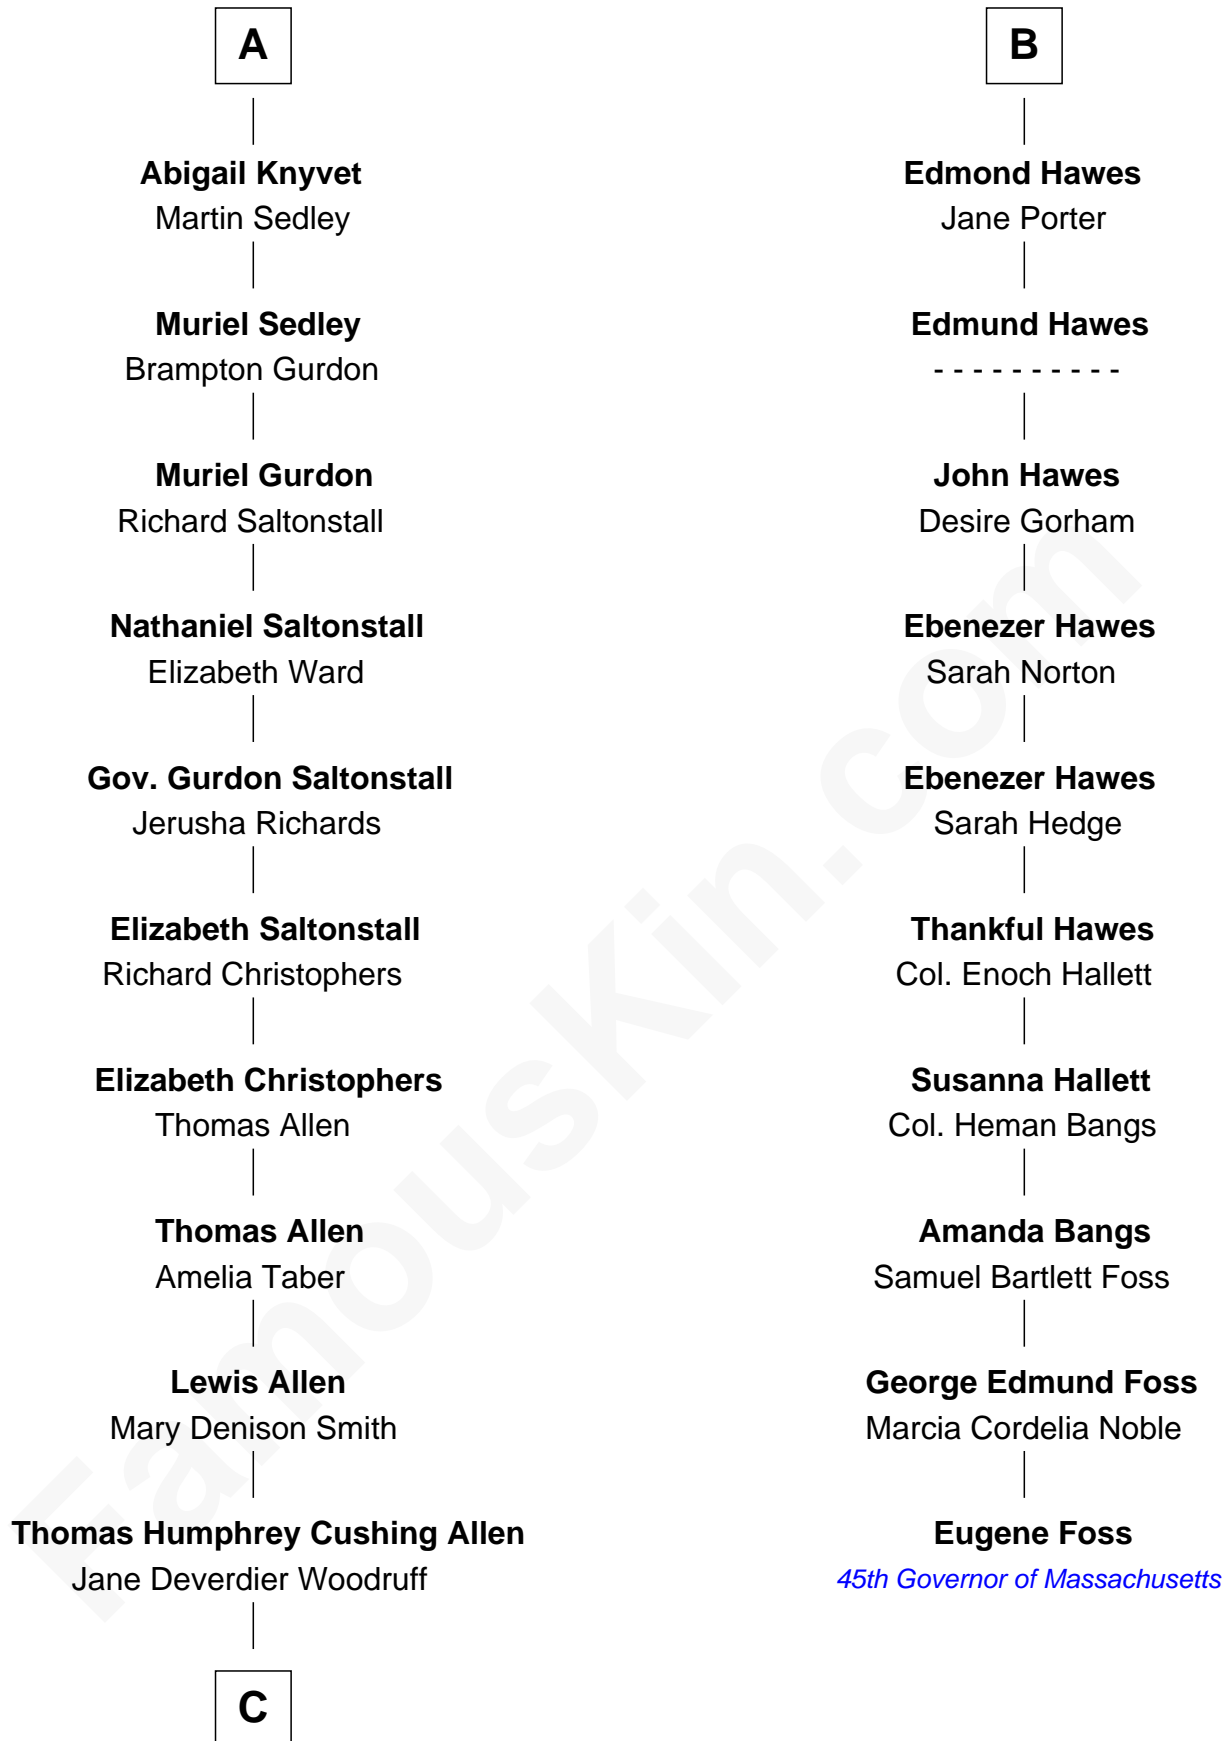 A
Abigail Knyvet
Martin Sedley
Muriel Sedley
Brampton Gurdon
Muriel Gurdon
Richard Saltonstall
Nathaniel Saltonstall
Elizabeth Ward
Gov. Gurdon Saltonstall
Jerusha Richards
Elizabeth Saltonstall
Richard Christophers
Elizabeth Christophers
Thomas Allen
Thomas Allen
Amelia Taber
Lewis Allen
Mary Denison Smith
Thomas Humphrey Cushing Allen
Jane Deverdier Woodruff
C
B
Edmond Hawes
Jane Porter
Edmund Hawes
- - - - - - - - - -
John Hawes
Desire Gorham
Ebenezer Hawes
Sarah Norton
Ebenezer Hawes
Sarah Hedge
Thankful Hawes
Col. Enoch Hallett
Susanna Hallett
Col. Heman Bangs
Amanda Bangs
Samuel Bartlett Foss
George Edmund Foss
Marcia Cordelia Noble
Eugene Foss
45th Governor of Massachusetts
FamousKin.com